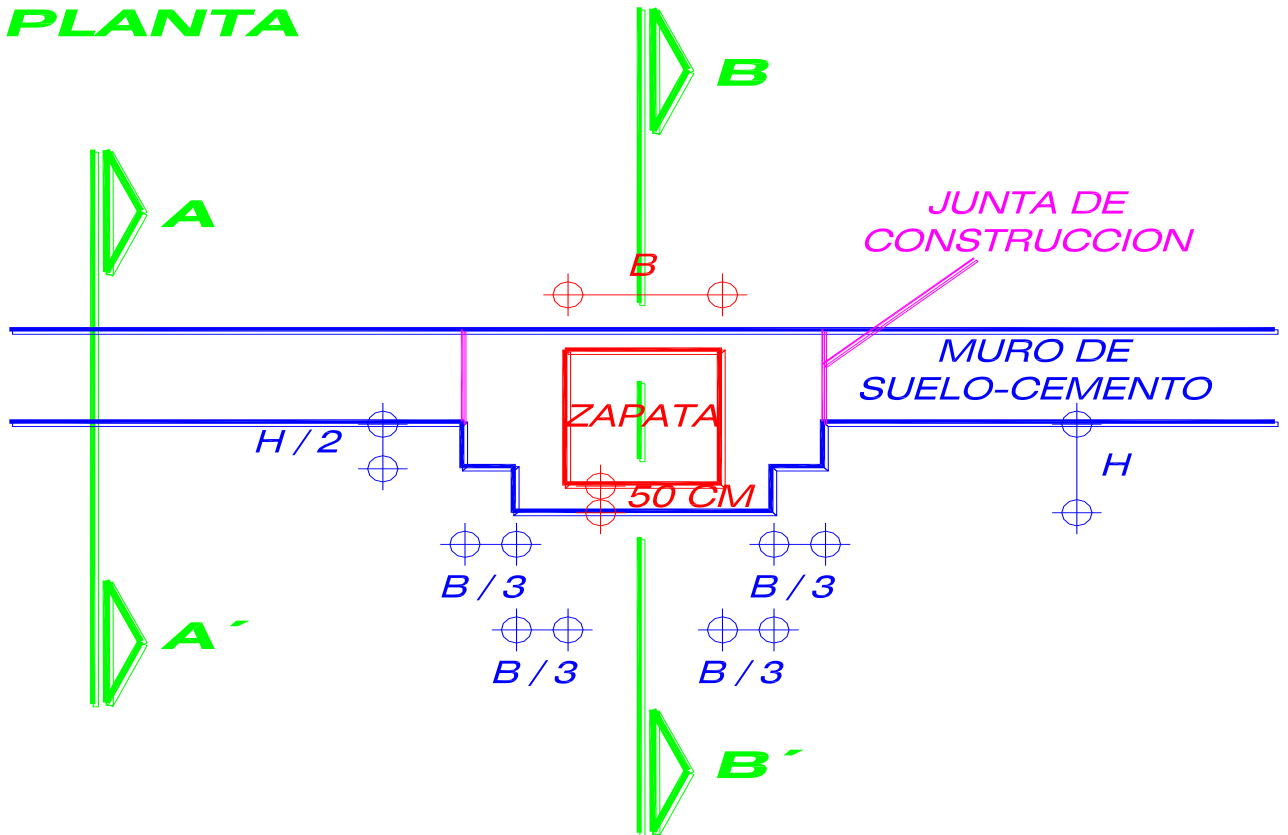 PLANTA
B
A
JUNTA DE
CONSTRUCCION
B
MURO DE
SUELO-CEMENTO
ZAPATA
H / 2
H
50 CM
B / 3
B / 3
A´
B / 3
B / 3
B´